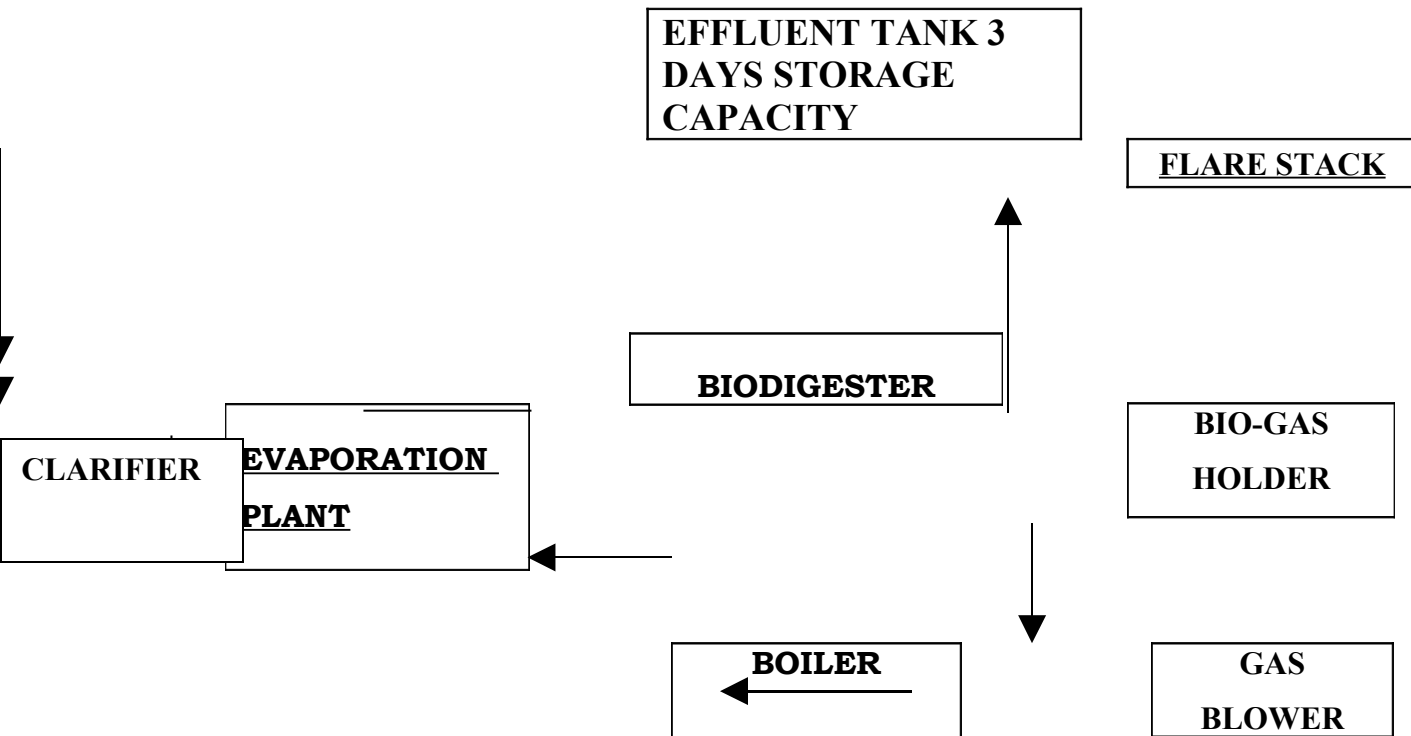 EFFLUENT TANK 3
DAYS STORAGE
CAPACITY
FLARE STACK
BIODIGESTER
BIO-GAS
HOLDER
CLARIFIER
EVAPORATION
PLANT
BOILER
GAS
BLOWER